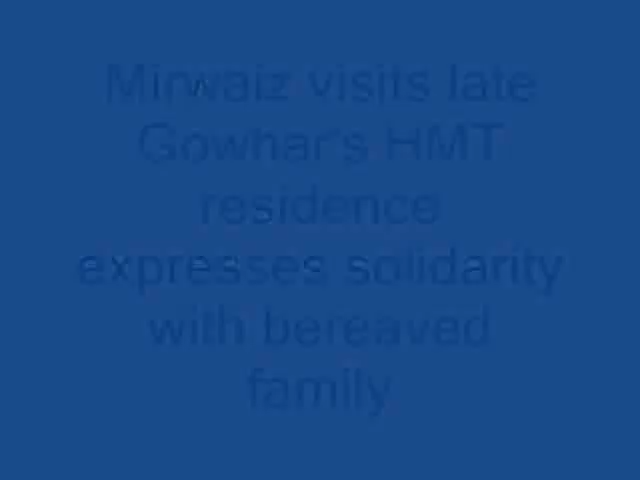 Mirwaiz visits late
Gowhar's HMT
residence
expresses solidarity
with bereaved
family